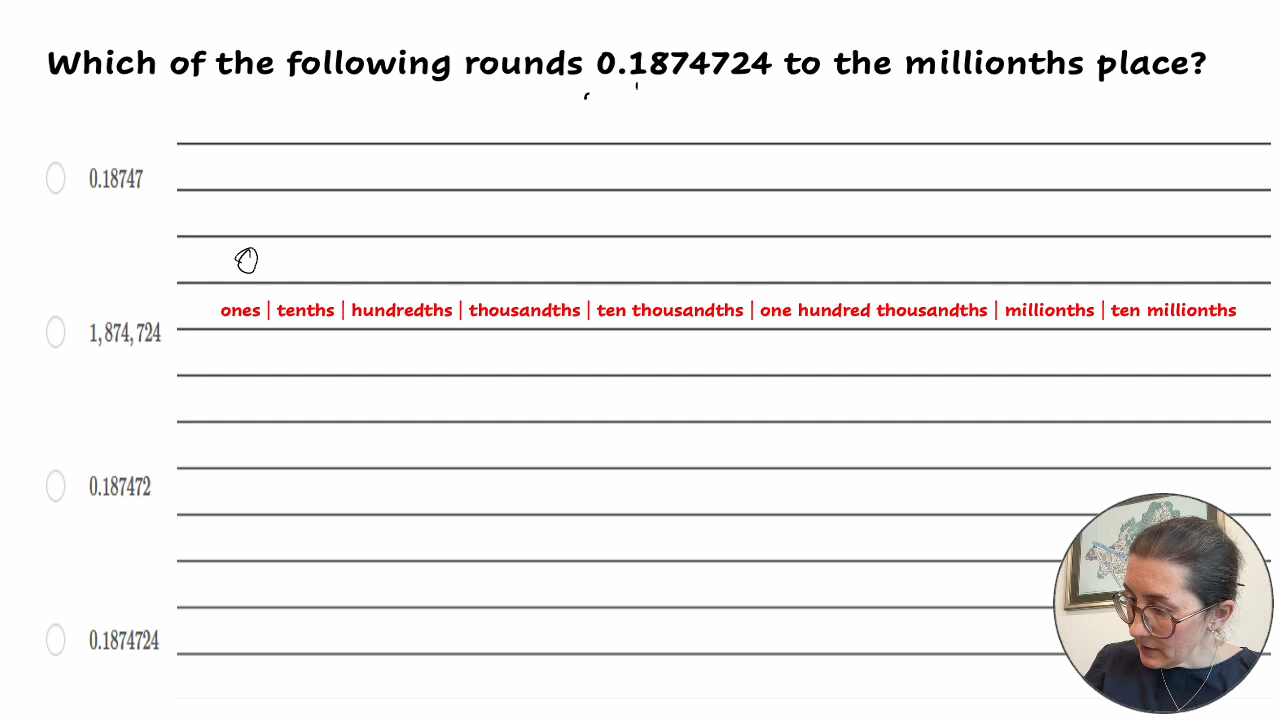 Which of the following rounds 0.1874724 to the millionths place?
0.18747
0
ones | tenths | hundredths | thousandths | ten thousandths | one hundred thousandths | millionths | ten millionths
1,874,724
0.187472
0.1874724